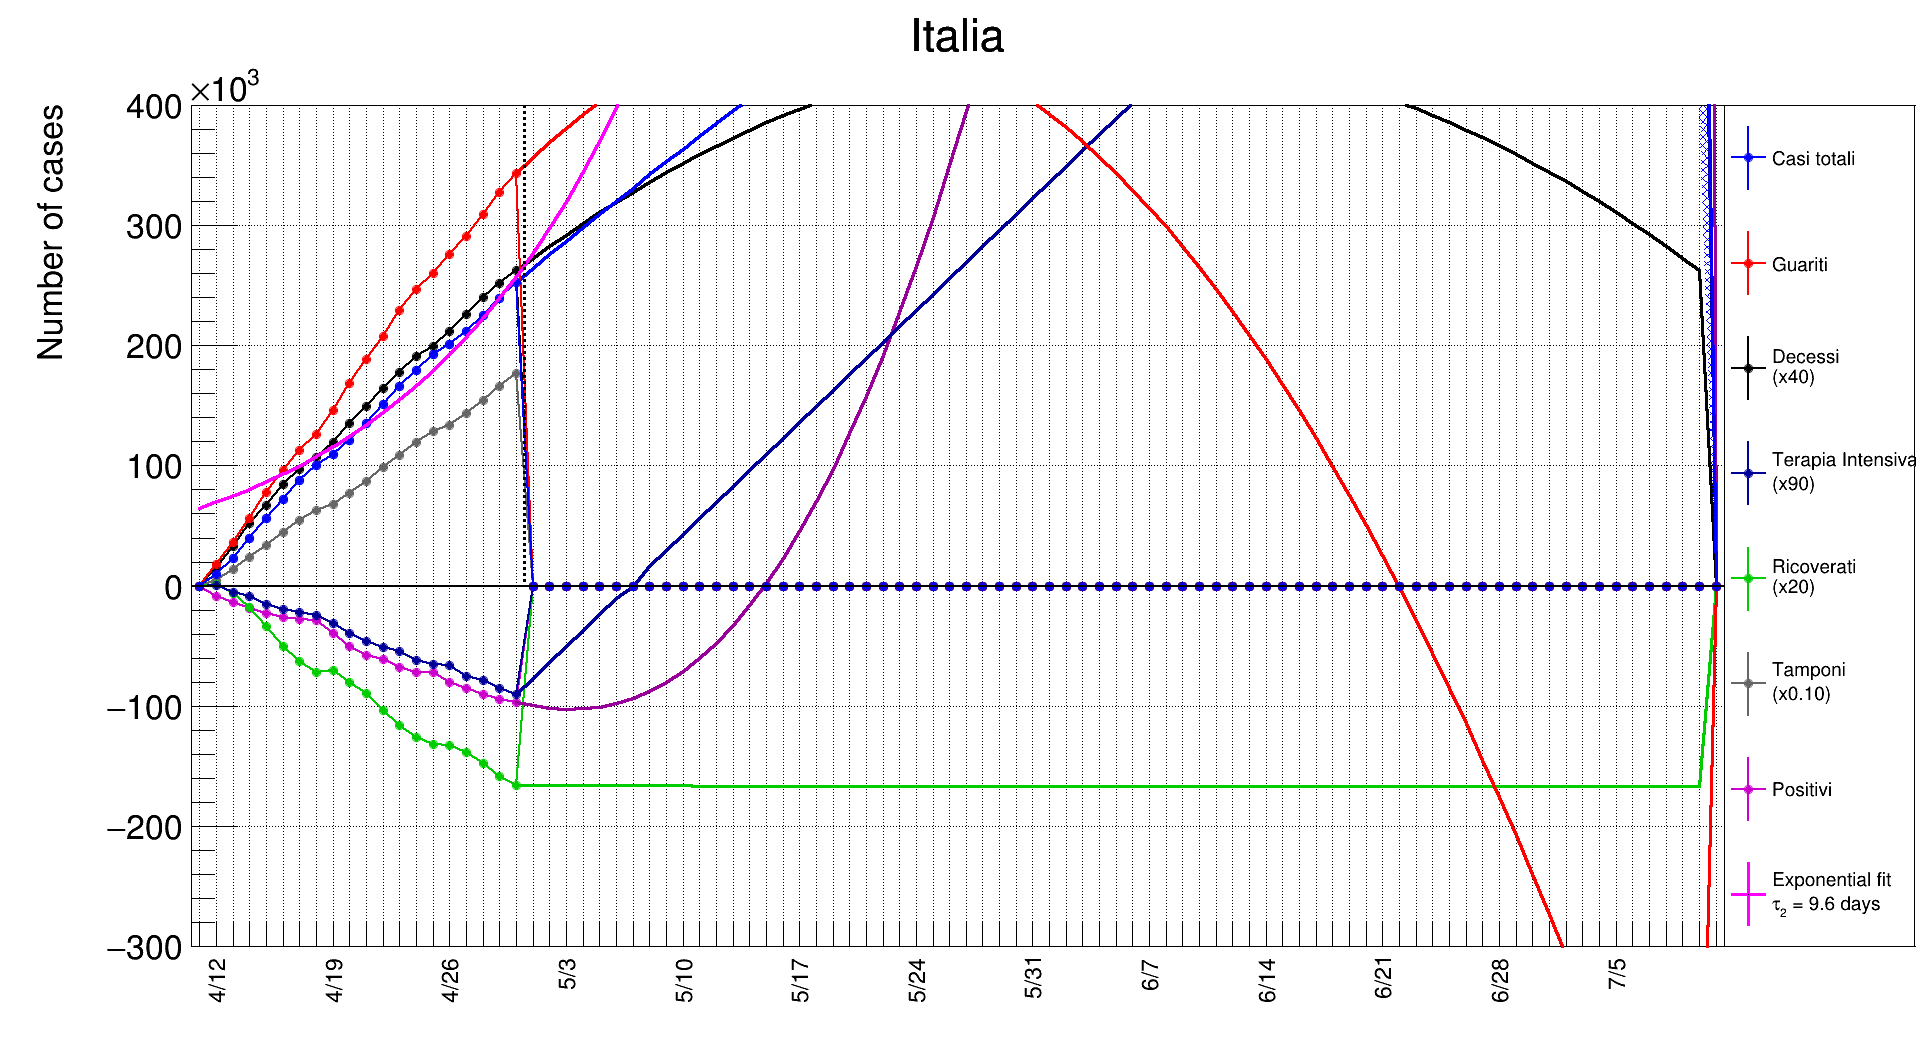 Italia
×10³
Number of cases
400
300
200
100
0
−100
−200
−300
4/12
4/19
4/26
5/3
5/10
5/17
5/24
5/31
6/7
6/14
6/21
6/28
7/5
Casi totali
Guariti
Decessi
(x40)
Terapia Intensiva
(x90)
Ricoverati
(x20)
Tamponi
(x0.10)
Positivi
Exponential fit
τ₂ = 9.6 days